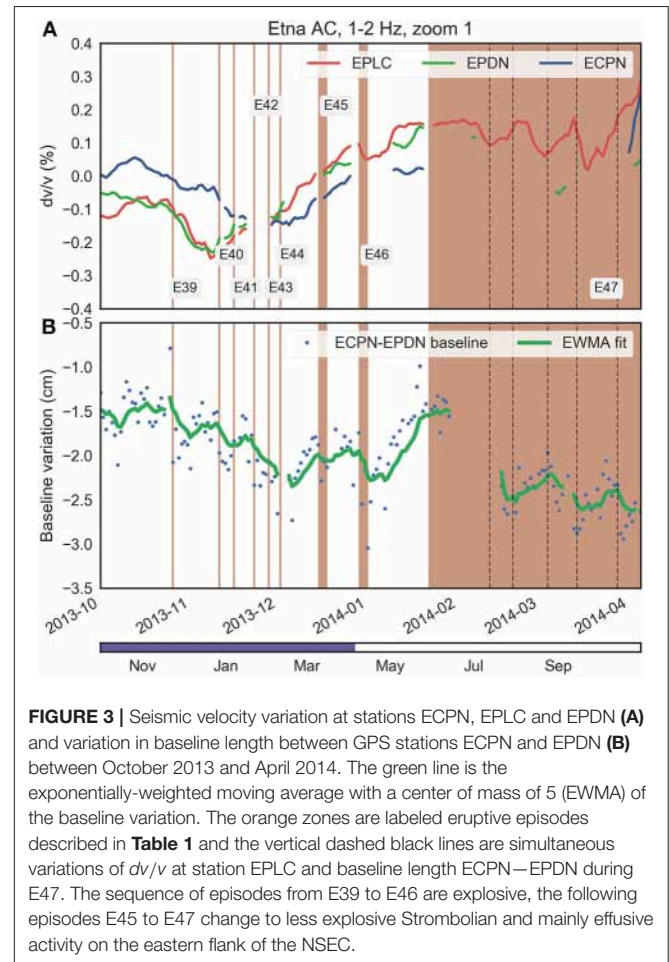 A
Etna AC, 1-2 Hz, zoom 1
EPLC EPDN ECPN
0.4
0.3
0.2
0.1
0.0
−0.1
−0.2
−0.3
−0.4
dv/v (%)
E42 E45
E40 E44 E46
E39 E41 E43 E47
B
ECPN-EPDN baseline EWMA fit
−0.5
−1.0
−1.5
−2.0
−2.5
−3.0
−3.5
Baseline variation (cm)
2013-10 2013-11 2013-12 2014-01 2014-02 2014-03 2014-04
Nov Jan Mar May Jul Sep
FIGURE 3 | Seismic velocity variation at stations ECPN, EPLC and EPDN (A)
and variation in baseline length between GPS stations ECPN and EPDN (B)
between October 2013 and April 2014. The green line is the
exponentially-weighted moving average with a center of mass of 5 (EWMA) of
the baseline variation. The orange zones are labeled eruptive episodes
described in Table 1 and the vertical dashed black lines are simultaneous
variations of dv/v at station EPLC and baseline length ECPN—EPDN during
E47. The sequence of episodes from E39 to E46 are explosive, the following
episodes E45 to E47 change to less explosive Strombolian and mainly effusive
activity on the eastern flank of the NSEC.